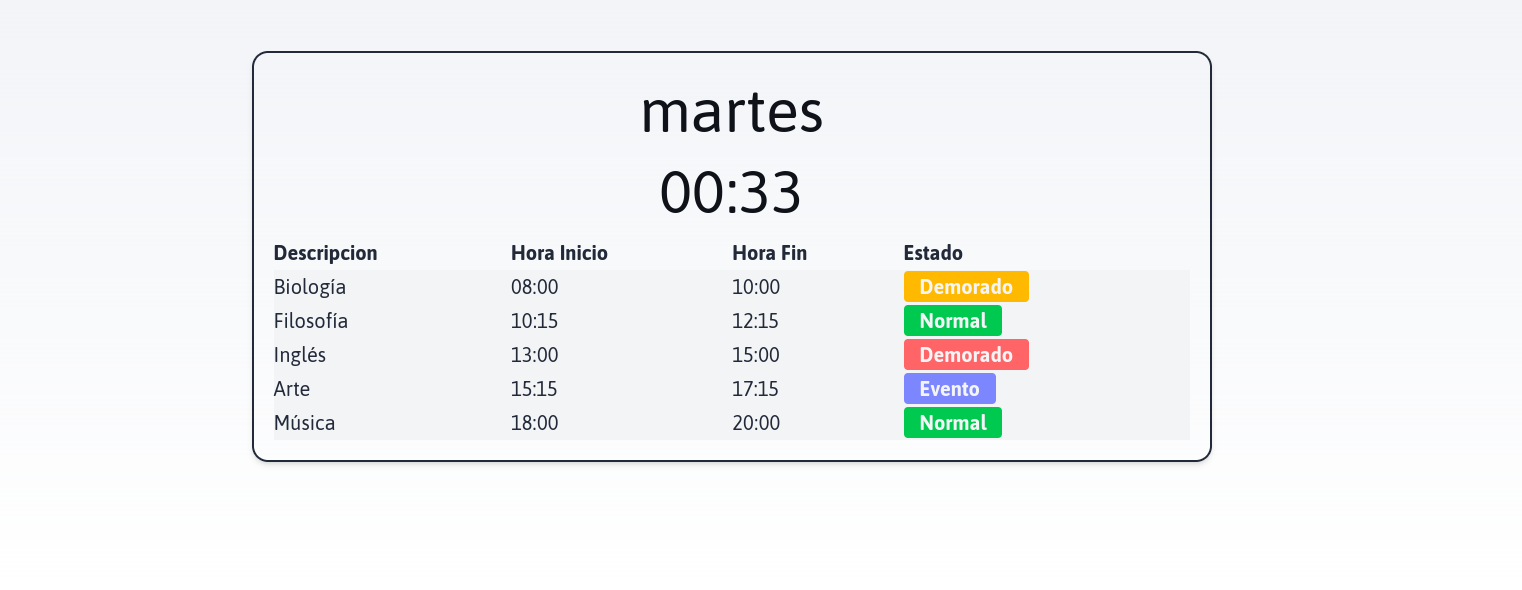 martes
00:33
Descripcion Hora Inicio Hora Fin Estado
Biología 08:00 10:00 Demorado
Filosofía 10:15 12:15 Normal
Inglés 13:00 15:00 Demorado
Arte 15:15 17:15 Evento
Música 18:00 20:00 Normal